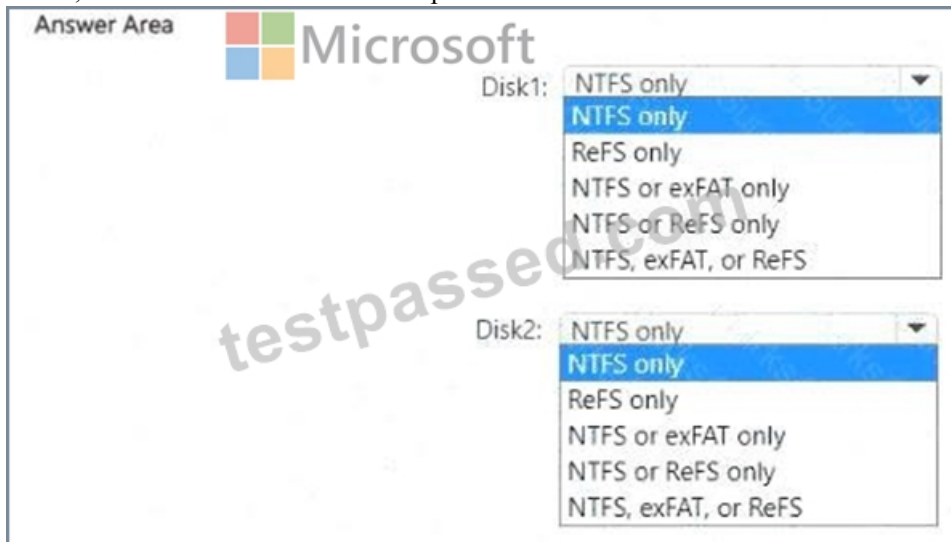 Answer Area
Microsoft
Disk1: NTFS only
NTFS only
ReFS only
NTFS or exFAT only
NTFS or ReFS only
NTFS, exFAT, or ReFS
testpassed.com
Disk2: NTFS only
NTFS only
ReFS only
NTFS or exFAT only
NTFS or ReFS only
NTFS, exFAT, or ReFS